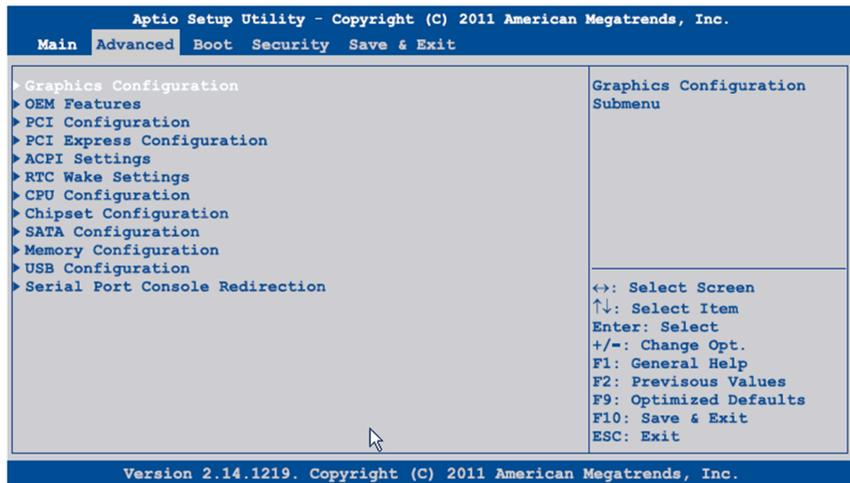 Aptio Setup Utility - Copyright (C) 2011 American Megatrends, Inc.
Main Advanced Boot Security Save & Exit
Graphics Configuration
OEM Features
PCI Configuration
PCI Express Configuration
ACPI Settings
RTC Wake Settings
CPU Configuration
Chipset Configuration
SATA Configuration
Memory Configuration
USB Configuration
Serial Port Console Redirection
Graphics Configuration
Submenu
↔: Select Screen
↑↓: Select Item
Enter: Select
+/-: Change Opt.
F1: General Help
F2: Previsous Values
F9: Optimized Defaults
F10: Save & Exit
ESC: Exit
Version 2.14.1219. Copyright (C) 2011 American Megatrends, Inc.